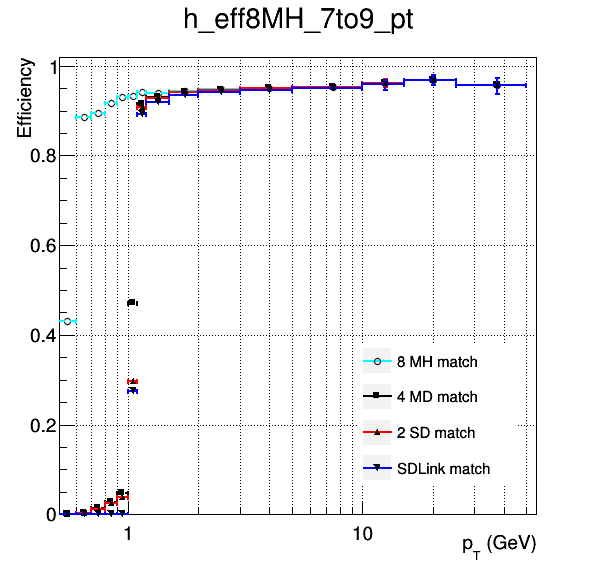 h_eff8MH_7to9_pt
Efficiency
1
0.8
0.6
0.4
0.2
0
8 MH match
4 MD match
2 SD match
SDLink match
1
10
p_T (GeV)